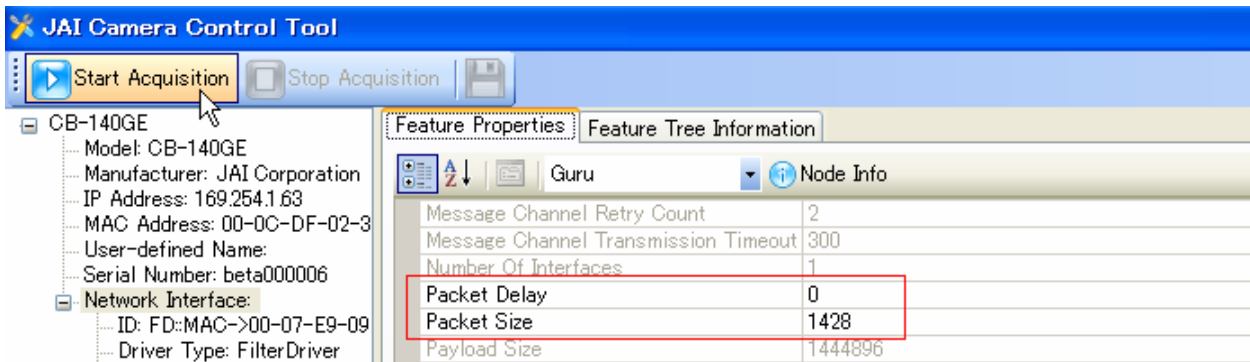 JAI Camera Control Tool
Start Acquisition Stop Acquisition
CB-140GE
Model: CB-140GE
Manufacturer: JAI Corporation
IP Address: 169.254.1.63
MAC Address: 00-0C-DF-02-3
User-defined Name:
Serial Number: beta000006
Network Interface:
ID: FD::MAC->00-07-E9-09
Driver Type: FilterDriver
Feature Properties Feature Tree Information
Guru Node Info
Message Channel Retry Count 2
Message Channel Transmission Timeout 300
Number Of Interfaces 1
Packet Delay 0
Packet Size 1428
Payload Size 1444896